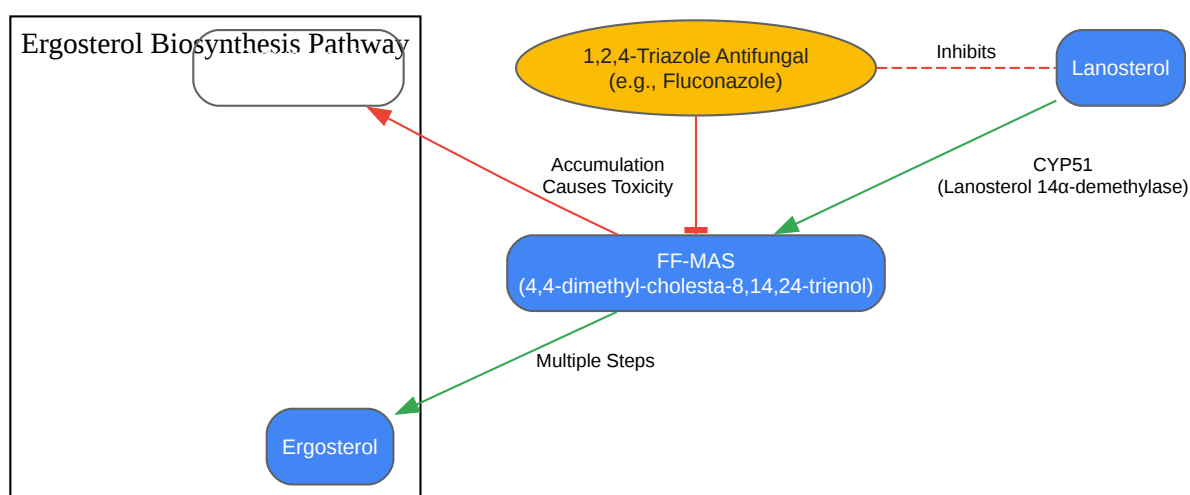 Ergosterol Biosynthesis Pathway
1,2,4-Triazole Antifungal
(e.g., Fluconazole)
Inhibits
Lanosterol
Accumulation
Causes Toxicity
CYP51
(Lanosterol 14α-demethylase)
FF-MAS
(4,4-dimethyl-cholesta-8,14,24-trienol)
Multiple Steps
Ergosterol